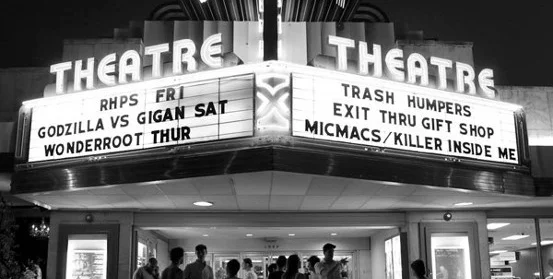 THEATRE
RHPS FRI
GODZILLA VS GIGAN SAT
WONDERROOT THUR
THEATRE
TRASH HUMPERS
EXIT THRU GIFT SHOP
MICMACS/KILLER INSIDE ME